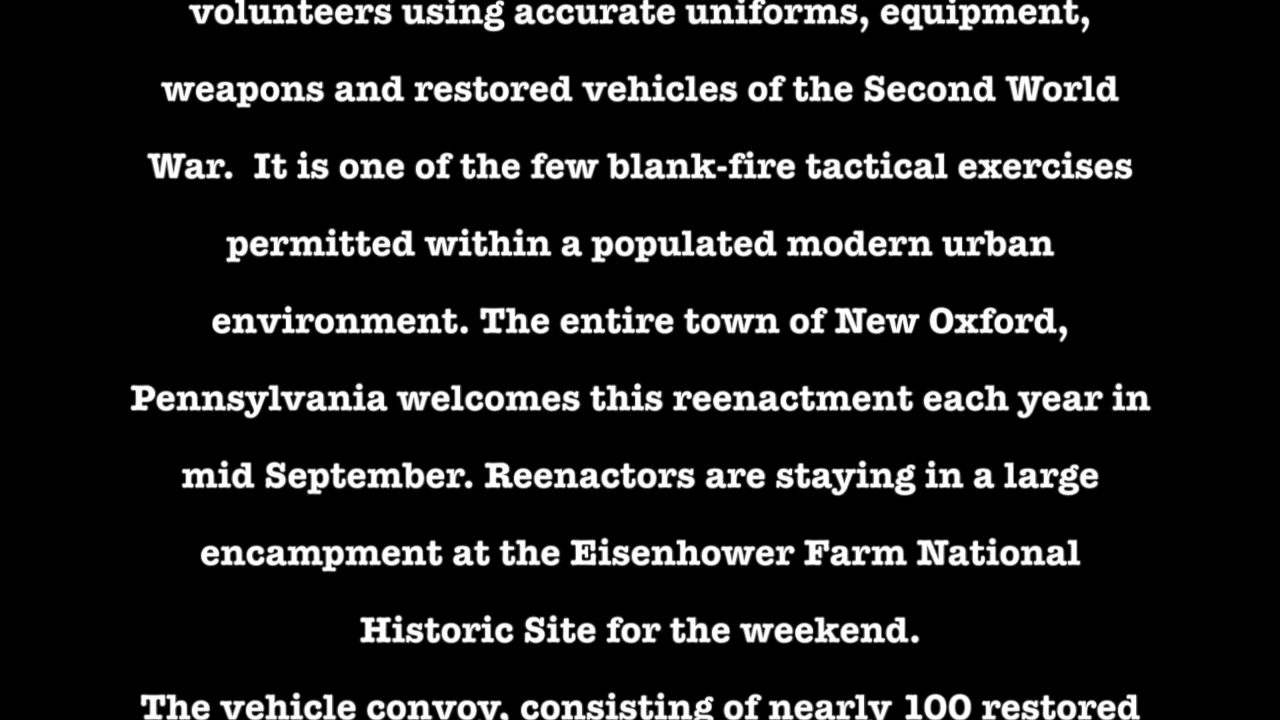 volunteers using accurate uniforms, equipment,
weapons and restored vehicles of the Second World
War.  It is one of the few blank-fire tactical exercises
permitted within a populated modern urban
environment. The entire town of New Oxford,
Pennsylvania welcomes this reenactment each year in
mid September. Reenactors are staying in a large
encampment at the Eisenhower Farm National
Historic Site for the weekend.
The vehicle convoy, consisting of nearly 100 restored